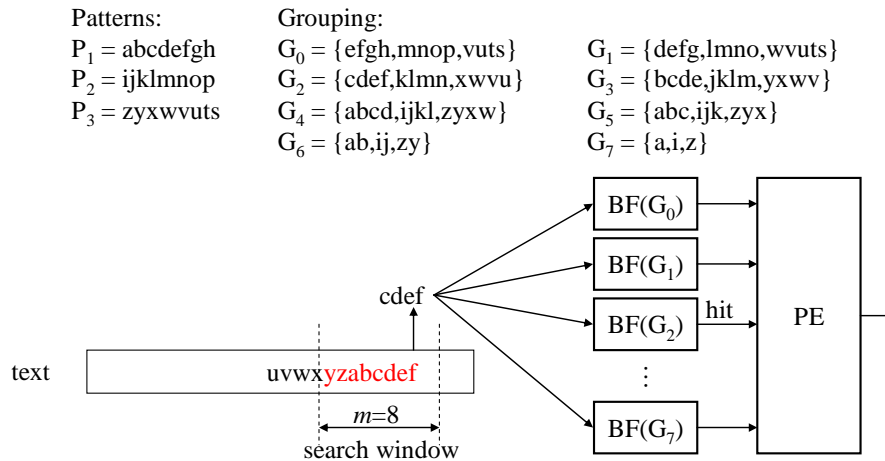 Patterns:
P1 = abcdefgh
P2 = ijklmnop
P3 = zyxwvuts
Grouping:
G0 = {efgh,mnop,vuts}
G1 = {defg,lmno,wvuts}
G2 = {cdef,klmn,xwvu}
G3 = {bcde,jklm,yxwv}
G4 = {abcd,ijkl,zyxw}
G5 = {abc,ijk,zyx}
G6 = {ab,ij,zy}
G7 = {a,i,z}
BF(G0)
BF(G1)
cdef
BF(G2)
hit
PE
⋮
text
uvwxyzabcdef
BF(G7)
m=8
search window